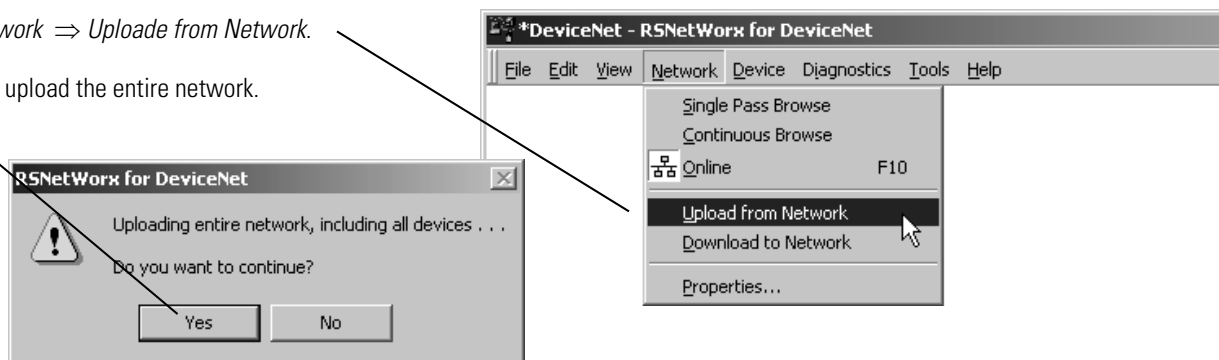 work ⇒ Uploade from Network.
upload the entire network.
*DeviceNet - RSNetWorx for DeviceNet
File Edit View Network Device Diagnostics Tools Help
Single Pass Browse
Continuous Browse
Online F10
Upload from Network
Download to Network
Properties...
RSNetWorx for DeviceNet
Uploading entire network, including all devices . . .
Do you want to continue?
Yes No